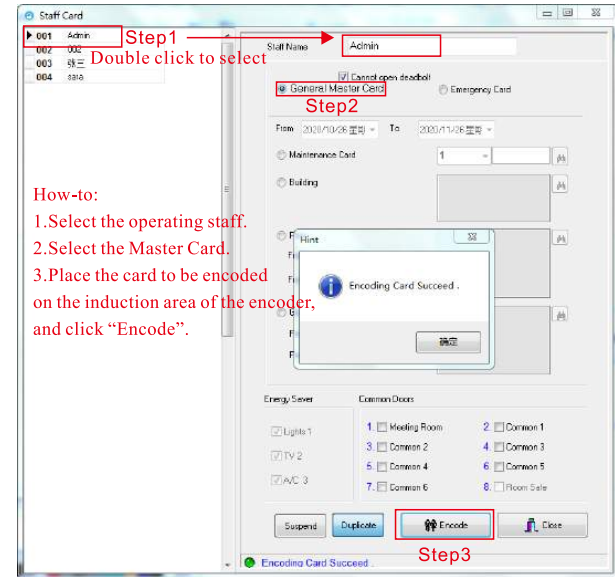 Staff Card
001 Admin
002 002
003 张三
004 sara
Step1
Double click to select
Staff Name Admin
Cannot open deadbolt
General Master Card Emergency Card
Step2
From 2020/10/26 To 2020/11/26
Maintenance Card 1
Building
How-to:
1.Select the operating staff.
2.Select the Master Card.
3.Place the card to be encoded
on the induction area of the encoder,
and click “Encode”.
Hint
Encoding Card Succeed .
确定
Energy Saver Common Doors
Lights 1 1. Meeting Room 2. Common 1
TV 2 3. Common 2 4. Common 3
5. Common 4 6. Common 5
A/C 3 7. Common 6 8. Room Safe
Suspend Duplicate Encode Close
Step3
Encoding Card Succeed .